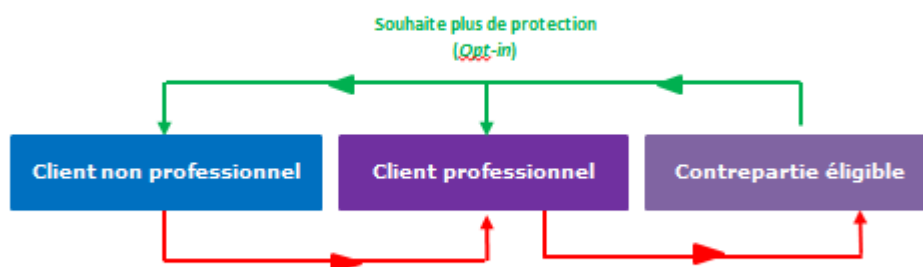 Souhaite plus de protection
(Opt-in)
Client non professionnel
Client professionnel
Contrepartie éligible